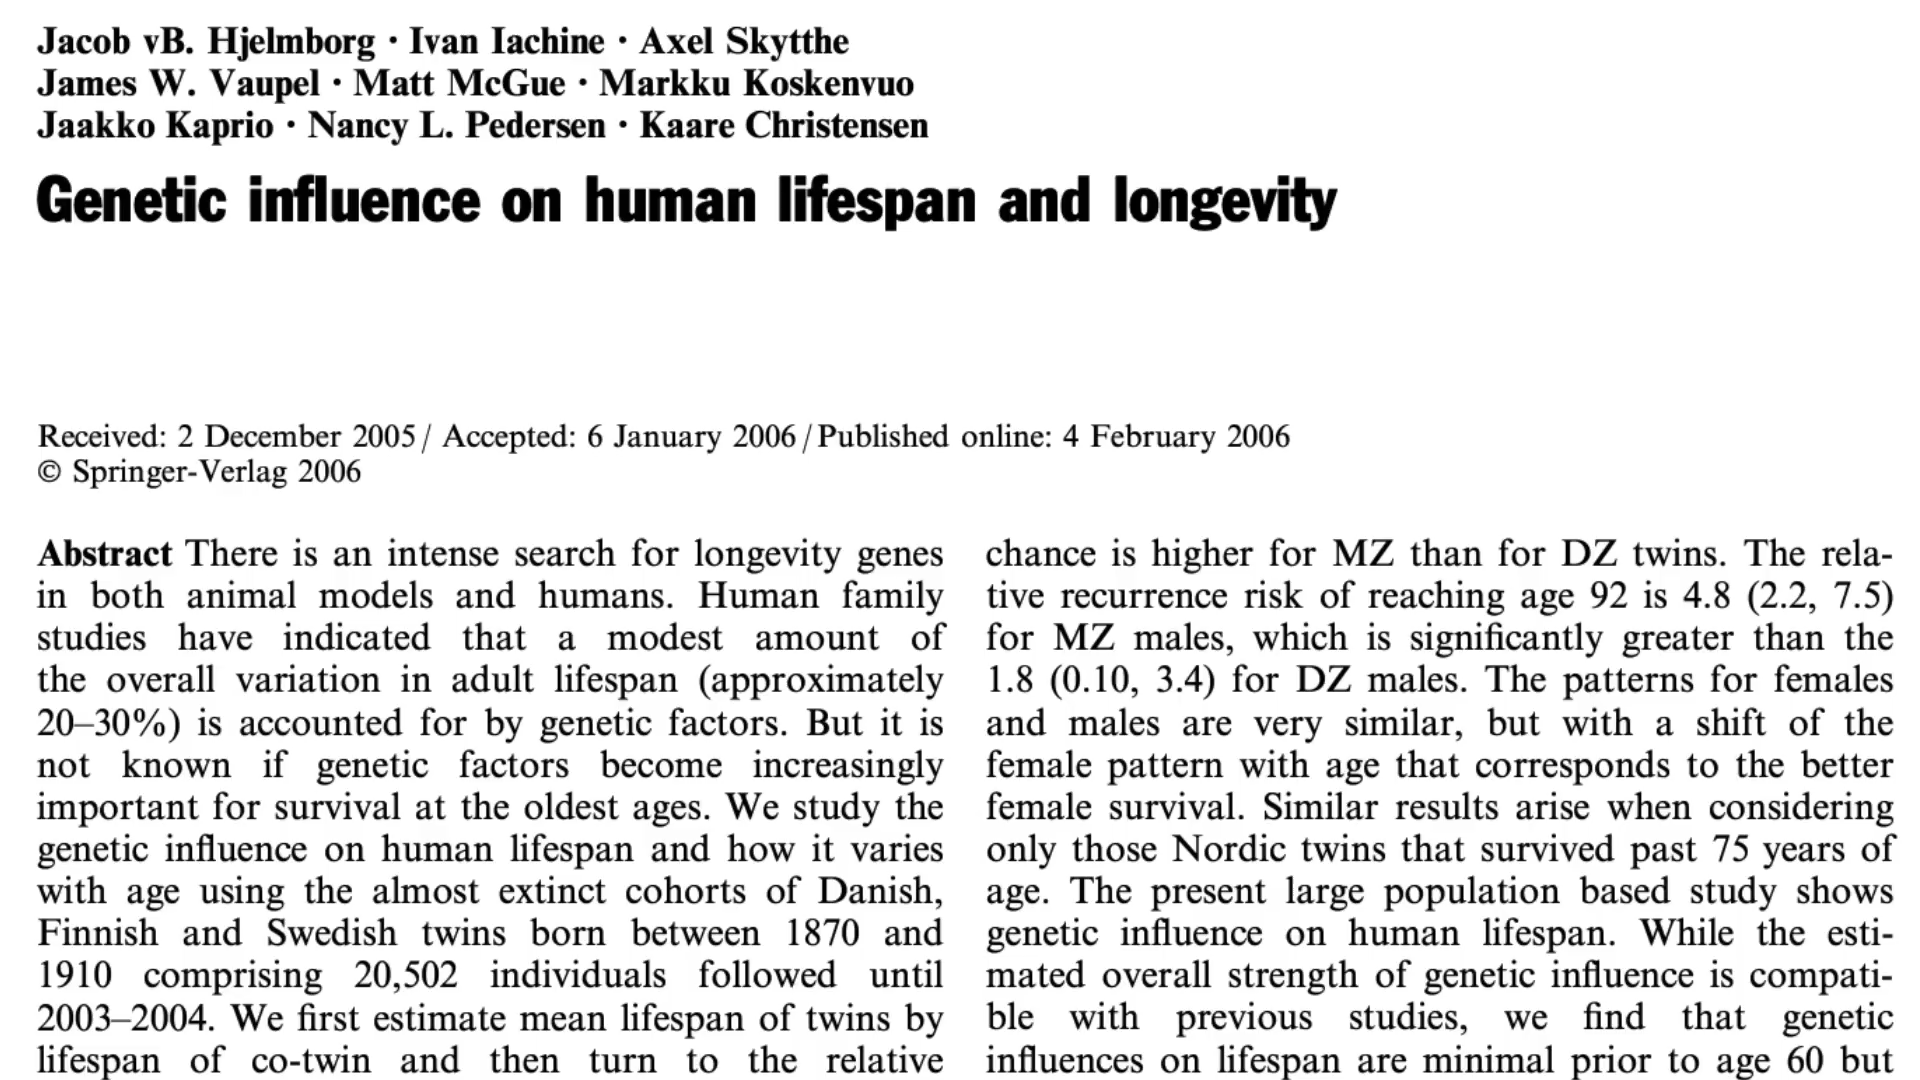 Jacob vB. Hjelmborg · Ivan Iachine · Axel Skytthe
James W. Vaupel · Matt McGue · Markku Koskenvuo
Jaakko Kaprio · Nancy L. Pedersen · Kaare Christensen
Genetic influence on human lifespan and longevity
Received: 2 December 2005 / Accepted: 6 January 2006 / Published online: 4 February 2006
© Springer-Verlag 2006
Abstract There is an intense search for longevity genes
in both animal models and humans. Human family
studies have indicated that a modest amount of
the overall variation in adult lifespan (approximately
20–30%) is accounted for by genetic factors. But it is
not known if genetic factors become increasingly
important for survival at the oldest ages. We study the
genetic influence on human lifespan and how it varies
with age using the almost extinct cohorts of Danish,
Finnish and Swedish twins born between 1870 and
1910 comprising 20,502 individuals followed until
2003–2004. We first estimate mean lifespan of twins by
lifespan of co-twin and then turn to the relative
chance is higher for MZ than for DZ twins. The rela-
tive recurrence risk of reaching age 92 is 4.8 (2.2, 7.5)
for MZ males, which is significantly greater than the
1.8 (0.10, 3.4) for DZ males. The patterns for females
and males are very similar, but with a shift of the
female pattern with age that corresponds to the better
female survival. Similar results arise when considering
only those Nordic twins that survived past 75 years of
age. The present large population based study shows
genetic influence on human lifespan. While the esti-
mated overall strength of genetic influence is compati-
ble with previous studies, we find that genetic
influences on lifespan are minimal prior to age 60 but